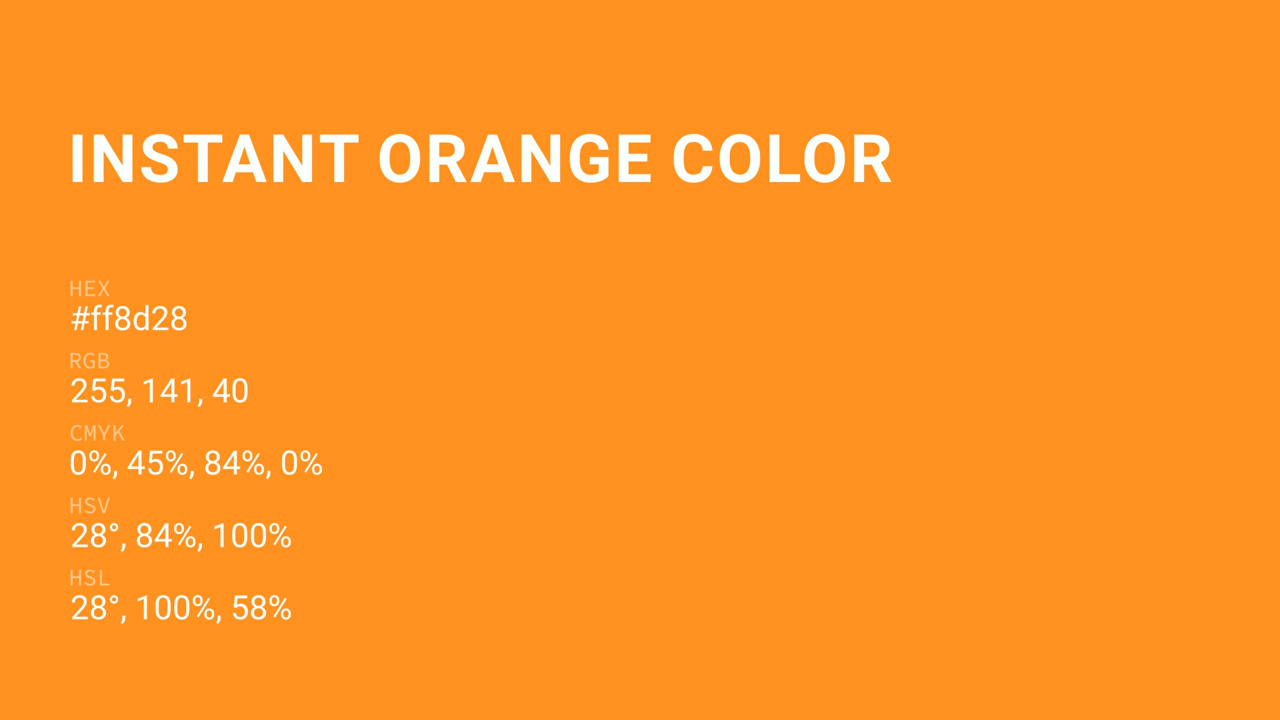 INSTANT ORANGE COLOR
HEX
#ff8d28
RGB
255, 141, 40
CMYK
0%, 45%, 84%, 0%
HSV
28°, 84%, 100%
HSL
28°, 100%, 58%